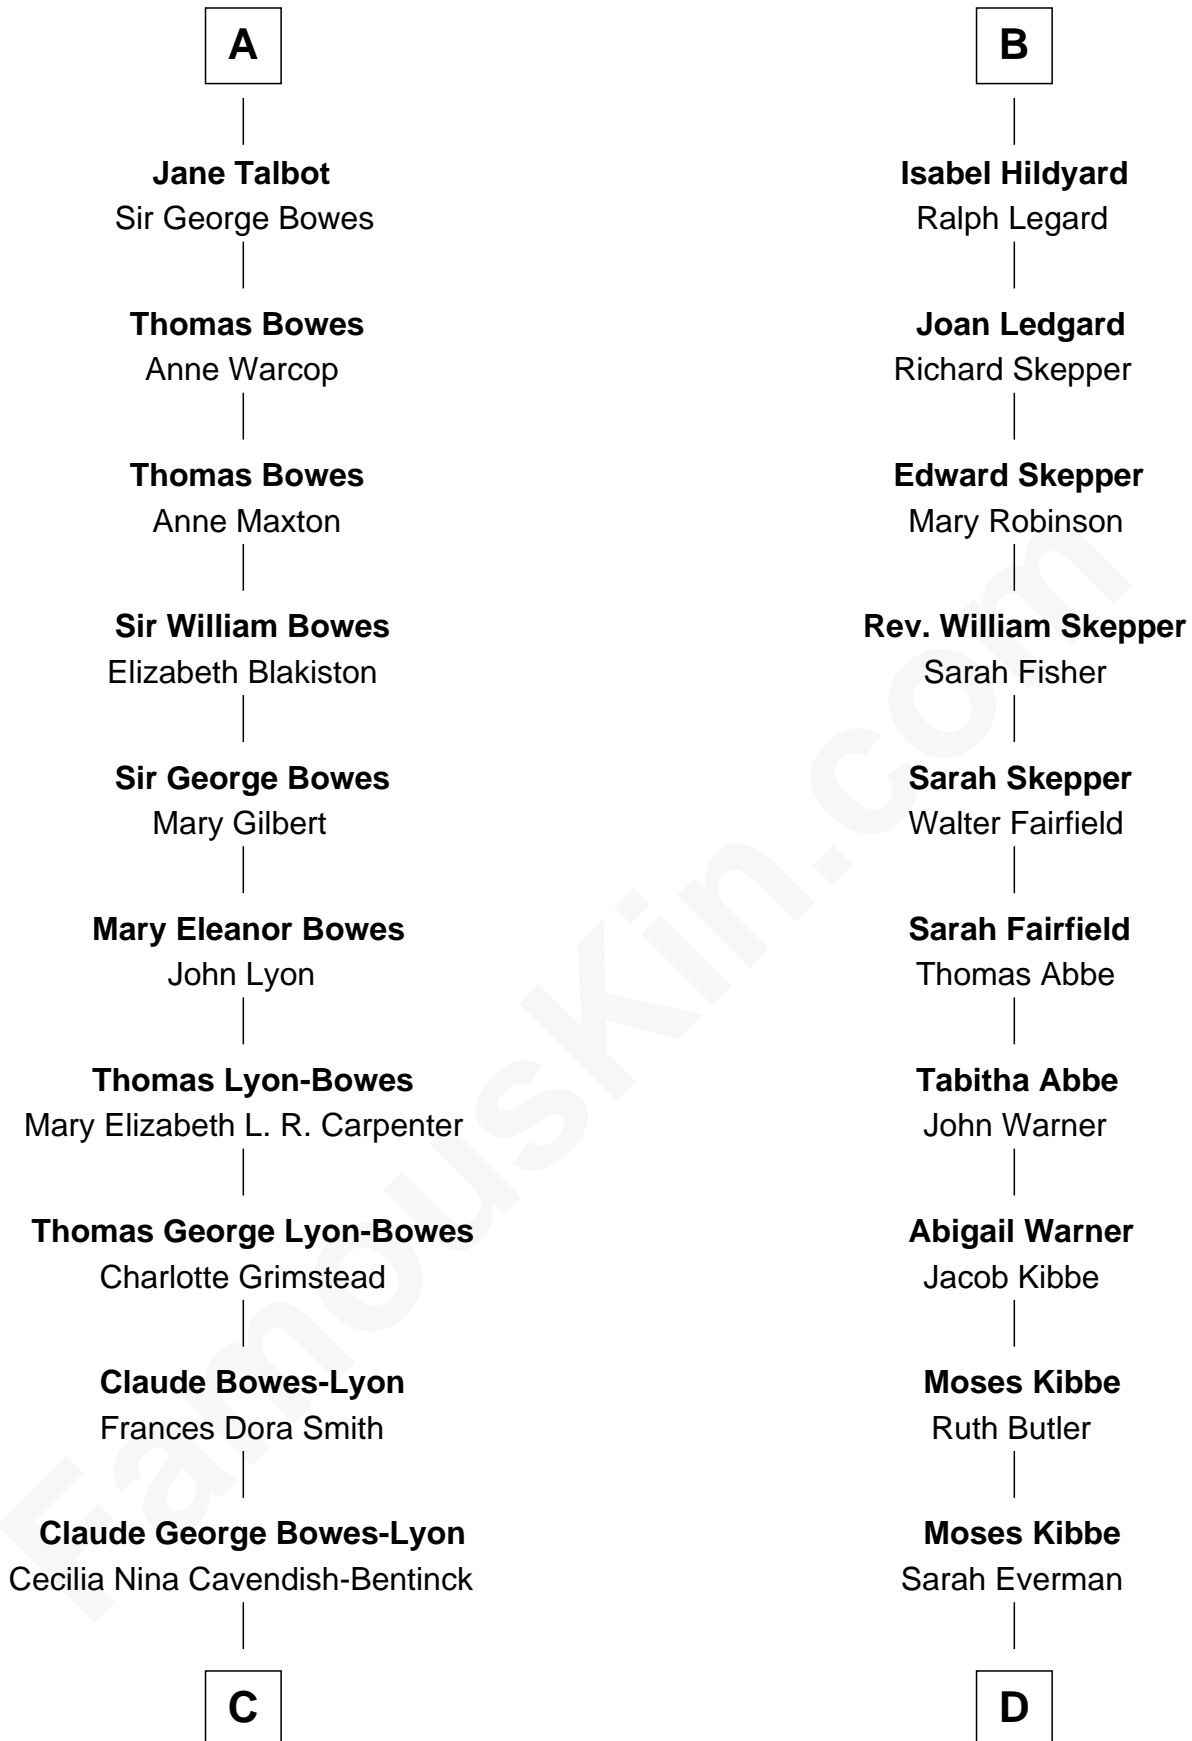 A
Jane Talbot
Sir George Bowes
Thomas Bowes
Anne Warcop
Thomas Bowes
Anne Maxton
Sir William Bowes
Elizabeth Blakiston
Sir George Bowes
Mary Gilbert
Mary Eleanor Bowes
John Lyon
Thomas Lyon-Bowes
Mary Elizabeth L. R. Carpenter
Thomas George Lyon-Bowes
Charlotte Grimstead
Claude Bowes-Lyon
Frances Dora Smith
Claude George Bowes-Lyon
Cecilia Nina Cavendish-Bentinck
C
B
Isabel Hildyard
Ralph Legard
Joan Ledgard
Richard Skepper
Edward Skepper
Mary Robinson
Rev. William Skepper
Sarah Fisher
Sarah Skepper
Walter Fairfield
Sarah Fairfield
Thomas Abbe
Tabitha Abbe
John Warner
Abigail Warner
Jacob Kibbe
Moses Kibbe
Ruth Butler
Moses Kibbe
Sarah Everman
D
FamousKin.com